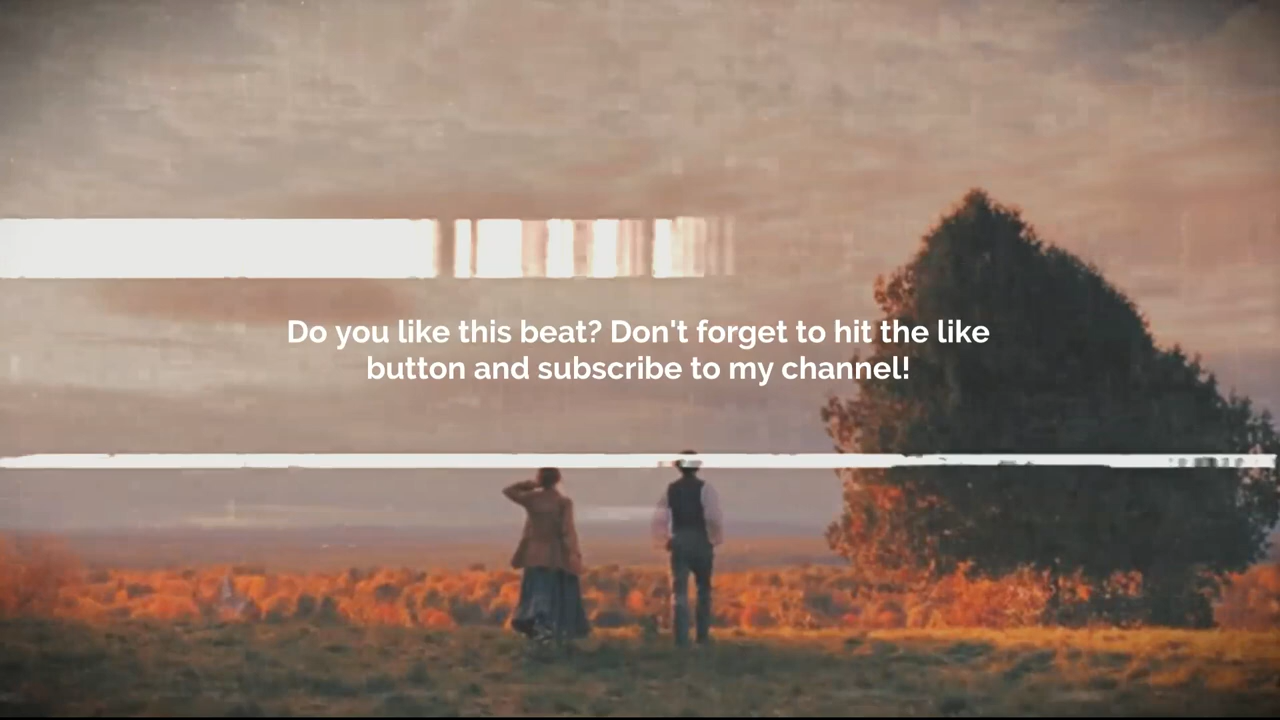 Do you like this beat? Don't forget to hit the like
button and subscribe to my channel!